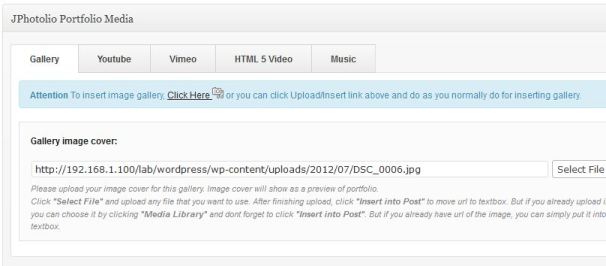 JPhotolio Portfolio Media
Gallery Youtube Vimeo HTML 5 Video Music
Attention To insert image gallery, Click Here or you can click Upload/Insert link above and do as you normally do for inserting gallery.
Gallery image cover:
http://192.168.1.100/lab/wordpress/wp-content/uploads/2012/07/DSC_0006.jpg Select File
Please upload your image cover for this gallery. Image cover will show as a preview of portfolio.
Click "Select File" and upload any file that you want to use. After finishing upload, click "Insert into Post" to move url to textbox. But if you already upload i
you can choose it by clicking "Media Library" and dont forget to click "Insert into Post". But if you already have url of the image, you can simply put it into
textbox.